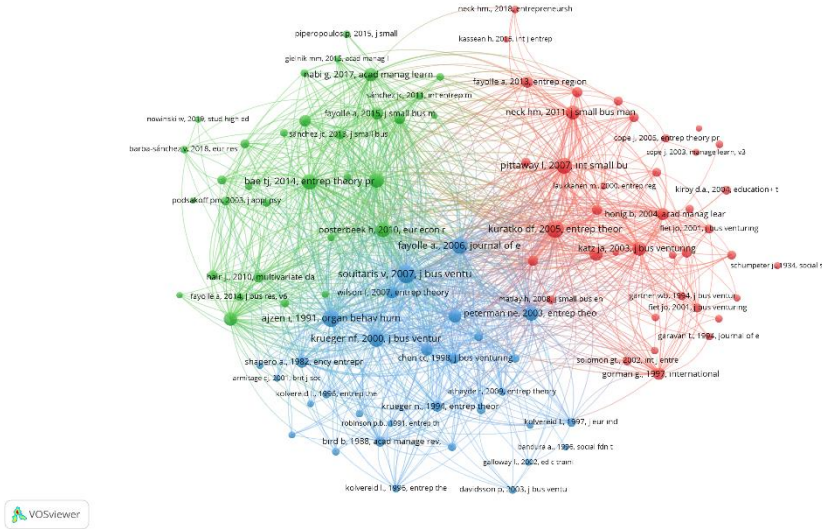 neck hm., 2018, entrepreneursh
piperopoulos p, 2015, j small
kassean h, 2015, int j entrep
gielnik mm, 2015, acad manag l
nabi g, 2017, acad manag learn
fayolle a, 2013, entrep region
sánchez jc, 2011, int entrep m
fayolle a, 2015, j small bus m
neck hm, 2011, j small bus man
nowinski w, 2019, stud high ed
sánchez jc, 2013, j small bus
cope j, 2005, entrep theory pr
barba-sánchez v, 2018, eur res
cope j, 2003, manage learn, v3
pittaway l, 2007, int small bu
bae tj, 2014, entrep theory pr
laukkanen m., 2000, entrep reg
kirby d.a., 2004, education + t
podsakoff pm, 2003, j appl psy
honig b, 2004, acad manag lear
fiet jo, 2001, j bus venturing
oosterbeek h, 2010, eur econ r
kuratko df, 2005, entrep theor
fayolle a., 2006, journal of e
katz ja, 2003, j bus venturing
schumpeter j., 1934, social s
souitaris v, 2007, j bus ventu
hair j., 2010, multivariate da
wilson f, 2007, entrep theory
fayolle a, 2014, j bus res, v6
matlay h, 2008, j small bus en
gartner wb, 1994, j bus ventur
fiet jo, 2001, j bus venturing
ajzen i, 1991, organ behav hum
peterman ne, 2003, entrep theo
garavan t., 1994, journal of e
krueger nf, 2000, j bus ventur
shapero a., 1982, ency entrepr
chen cc, 1998, j bus venturing
solomon gt., 2002, int j entre
gorman g., 1997, international
armitage c, 2001, brit j soc
kolvereid l., 1996, entrep the
athayde r, 2009, entrep theory
krueger n., 1994, entrep theor
robinson p.b., 1991, entrep th
kolvereid l, 1997, j eur ind
bird b, 1988, acad manage rev.
bandura a., 1986, social fdn t
galloway l., 2002, ed c traini
kolvereid l., 1996, entrep the
davidsson p, 2003, j bus ventu
VOSviewer